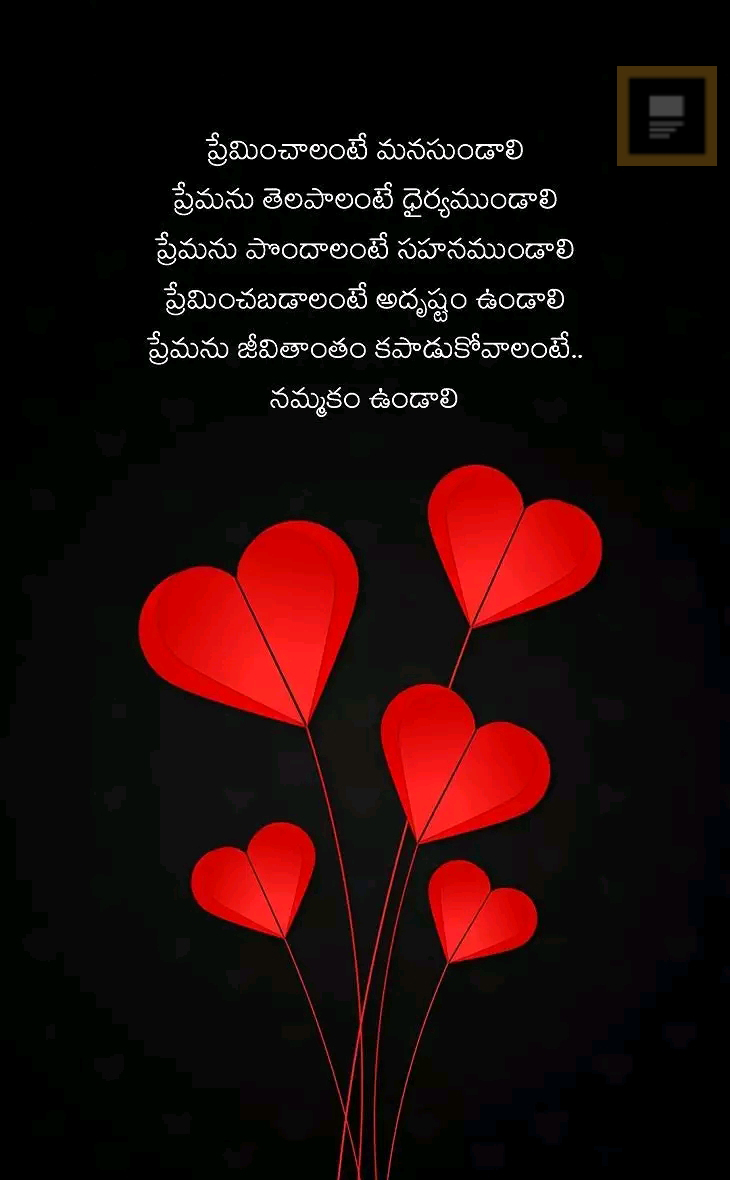 ప్రేమించాలంటే మనసుండాలి
ప్రేమను తెలపాలంటే ధైర్యముండాలి
ప్రేమను పొందాలంటే సహనముండాలి
ప్రేమించబడాలంటే అదృష్టం ఉండాలి
ప్రేమను జీవితాంతం కపాడుకోవాలంటే..
నమ్మకం ఉండాలి